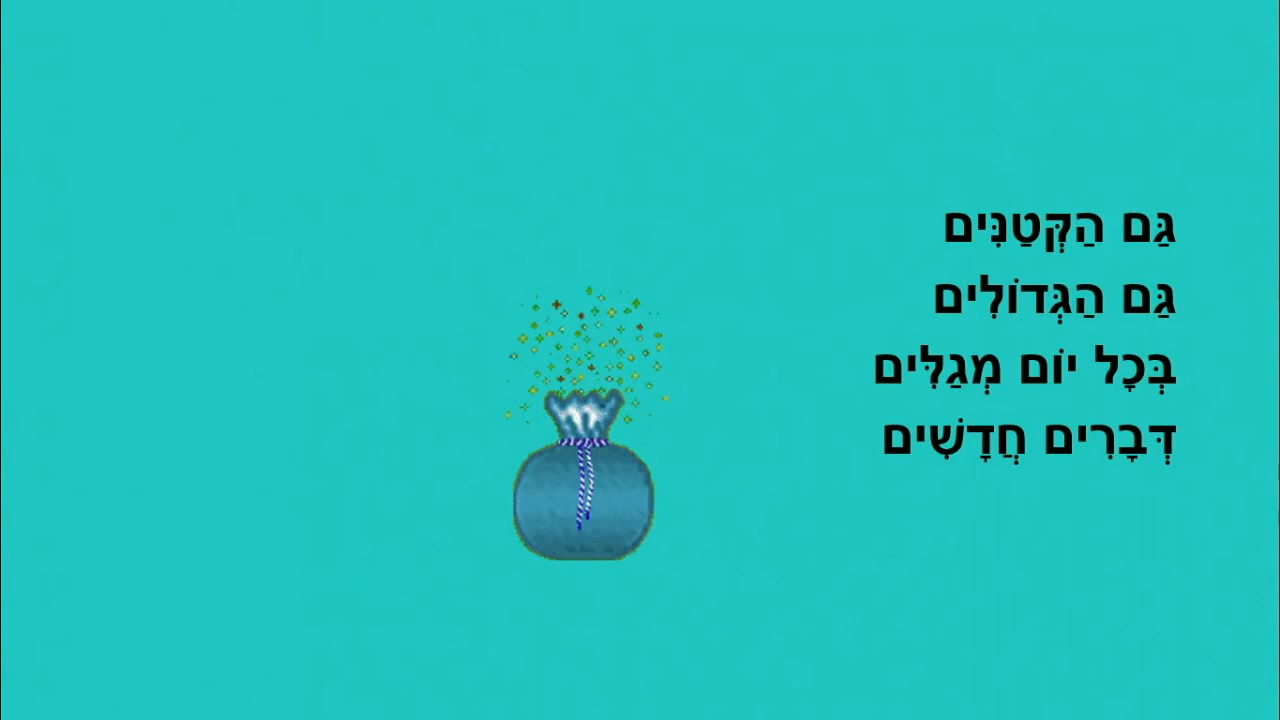 גַּם הַקְּטַנִּים
גַּם הַגְּדוֹלִים
בְּכָל יוֹם מְגַלִּים
דְּבָרִים חֲדָשִׁים